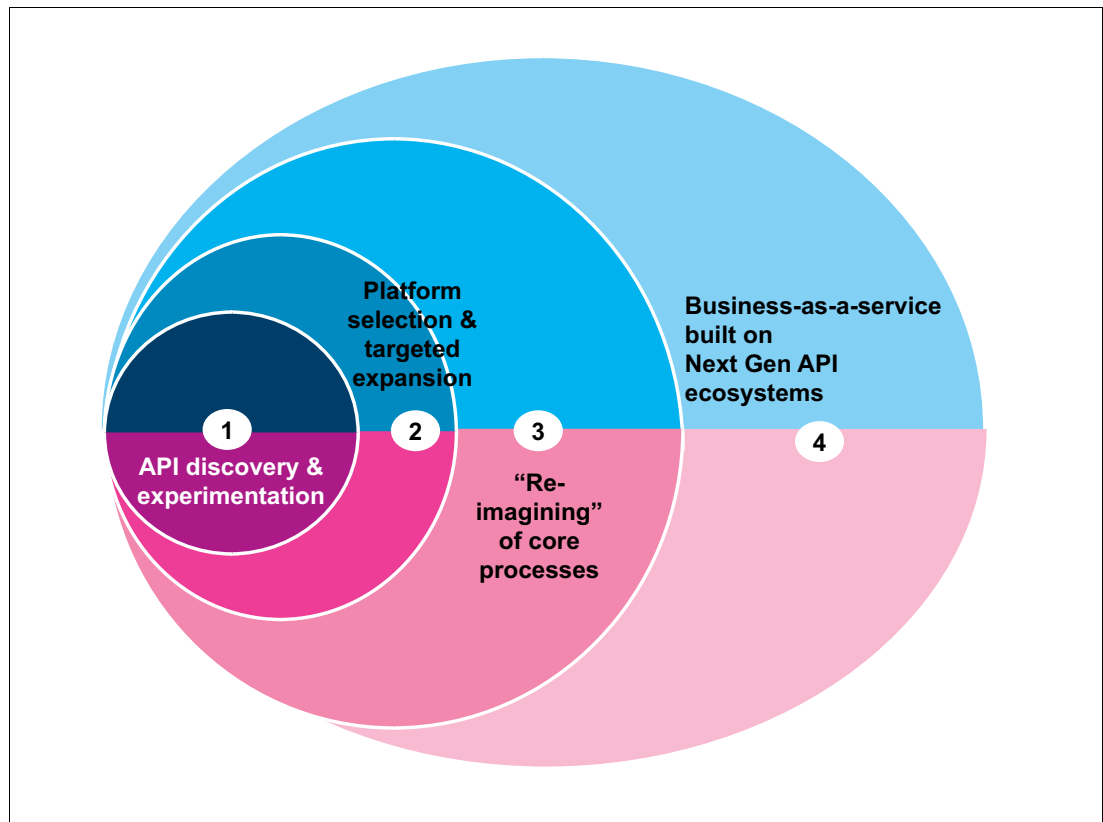 1
API discovery &
experimentation
Platform
selection &
targeted
expansion
2
3
“Re-
imagining”
of core
processes
Business-as-a-service
built on
Next Gen API
ecosystems
4